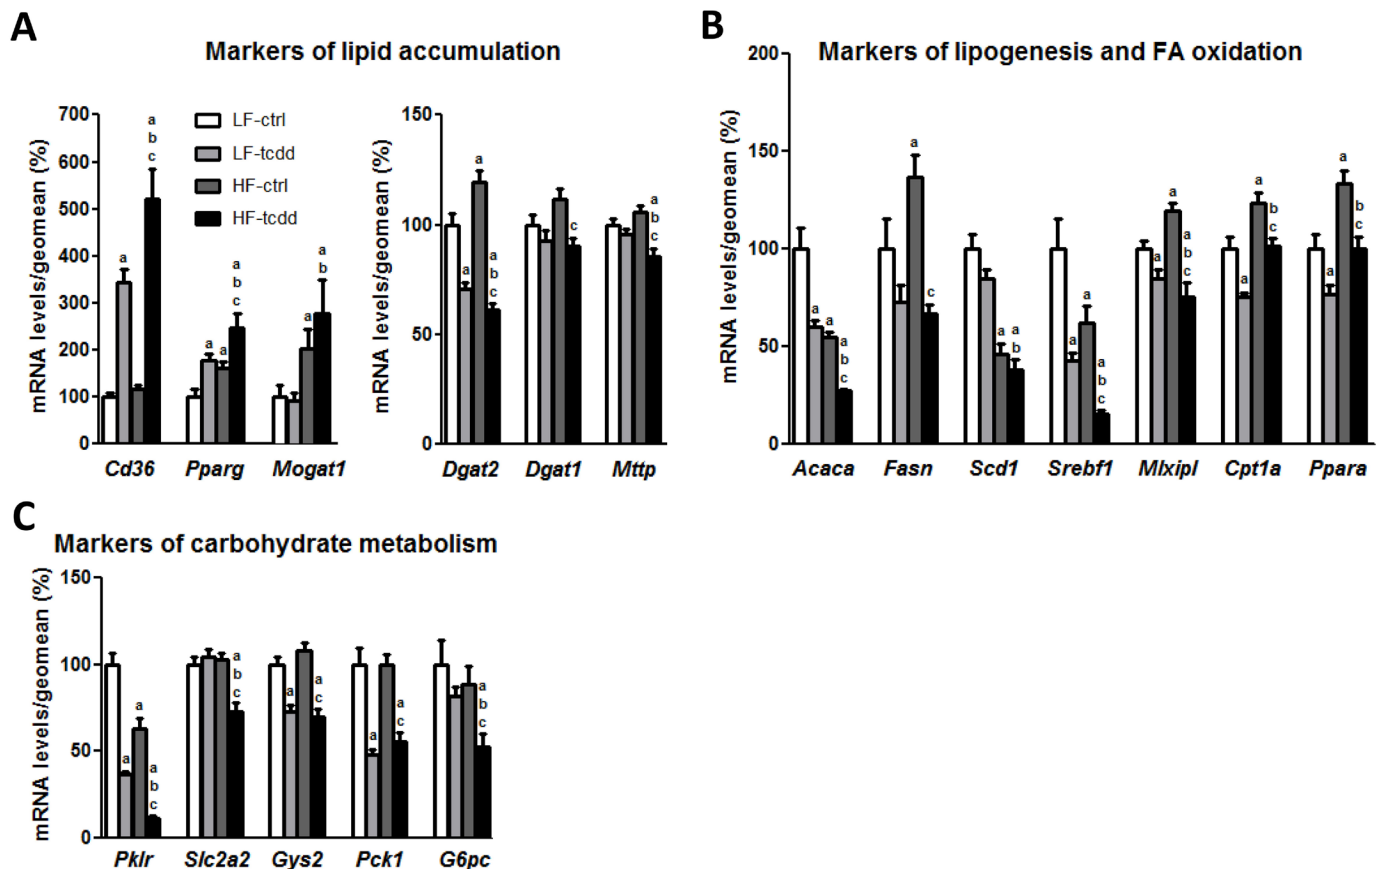 A
Markers of lipid accumulation
mRNA levels/geomean (%)
700
600
500
400
300
200
100
0
LF-ctrl
LF-tcdd
HF-ctrl
HF-tcdd
a
a
b
c
a
a
a
b
c
a
a
b
Cd36 Pparg Mogat1
mRNA levels/geomean (%)
150
100
50
0
a
a
a
b
c
c
a
b
c
Dgat2 Dgat1 Mttp
B
Markers of lipogenesis and FA oxidation
mRNA levels/geomean (%)
200
150
100
50
0
a
a
a
b
c
a
c
a
a
b
a
a
a
b
c
a
a
a
b
c
a
a
b
c
a
a
b
c
Acaca Fasn Scd1 Srebf1 Mlxipl Cpt1a Ppara
C
Markers of carbohydrate metabolism
mRNA levels/geomean (%)
150
100
50
0
a
a
a
b
c
a
b
c
a
a
c
a
a
c
a
b
c
Pklr Slc2a2 Gys2 Pck1 G6pc